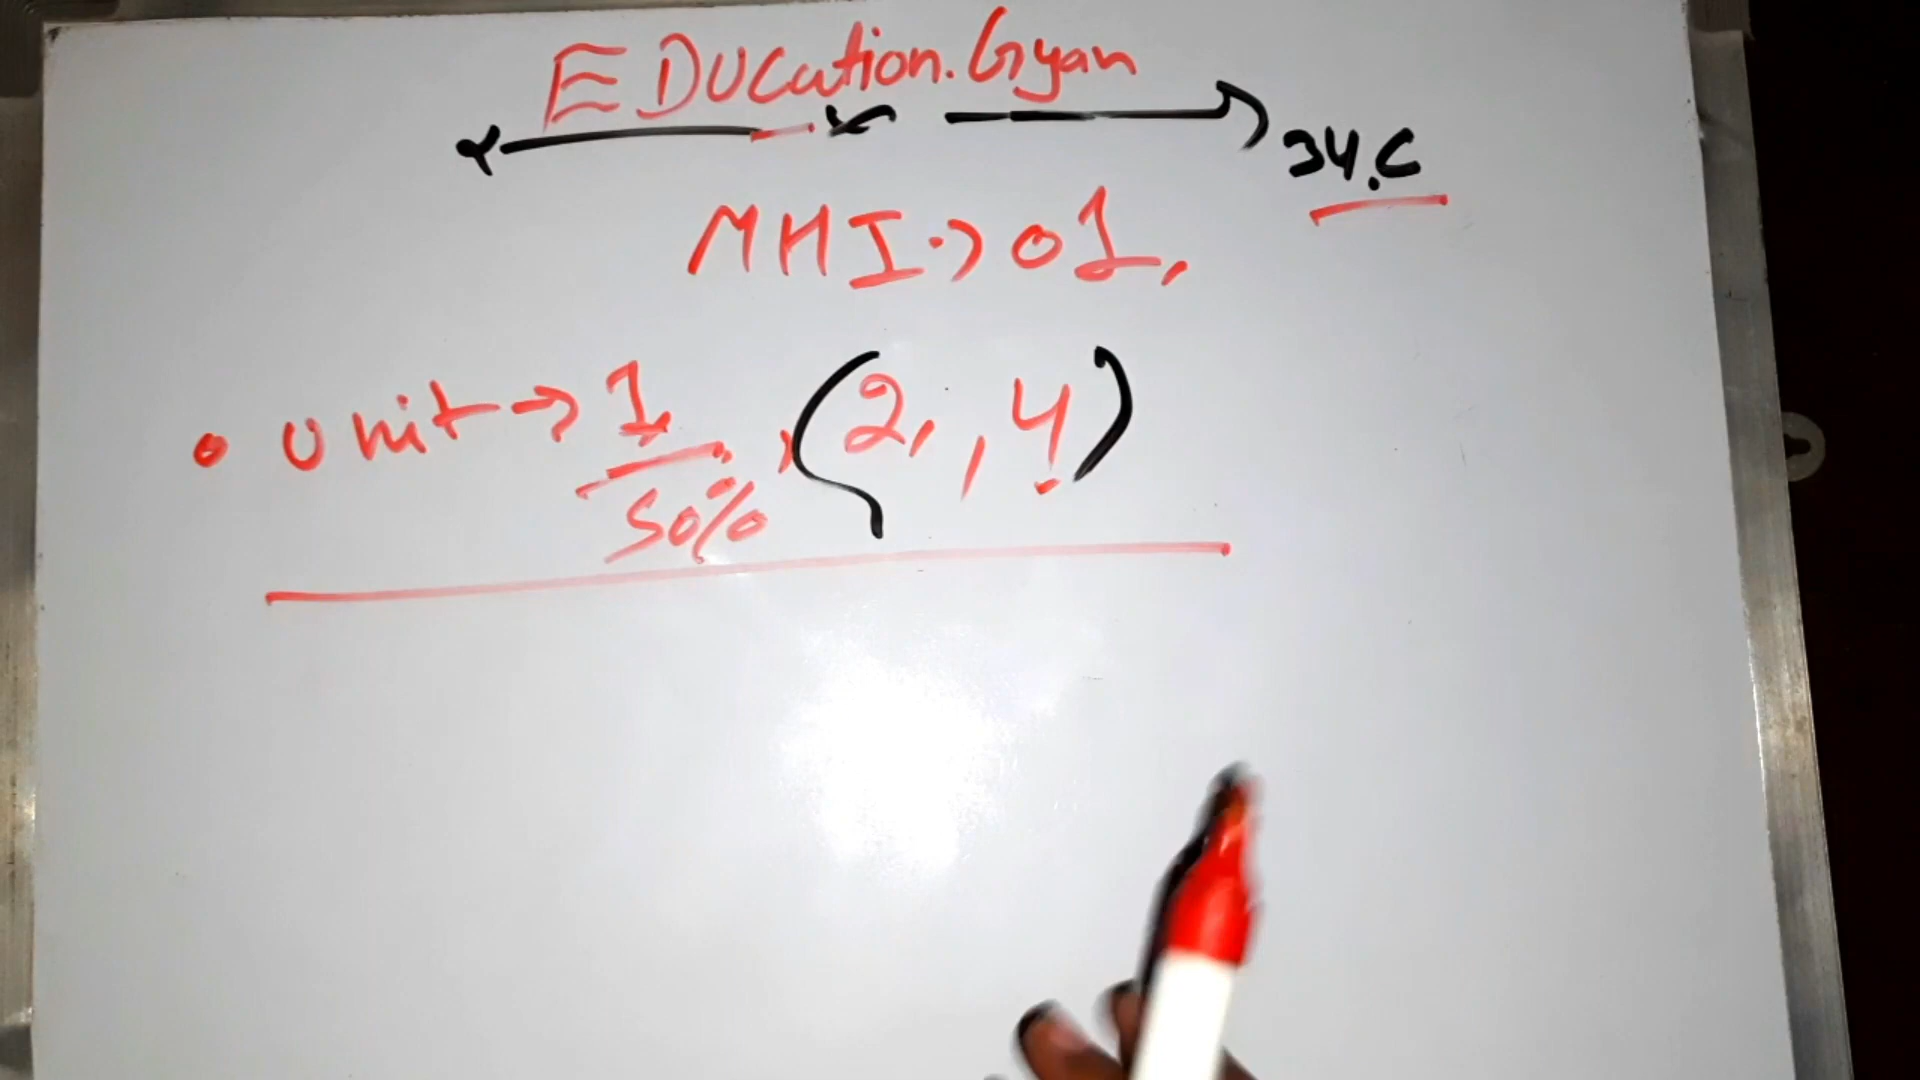 EDUCation.Gyan
34.C
MHI→01,
• Unit→1, (2, , 4)
50%